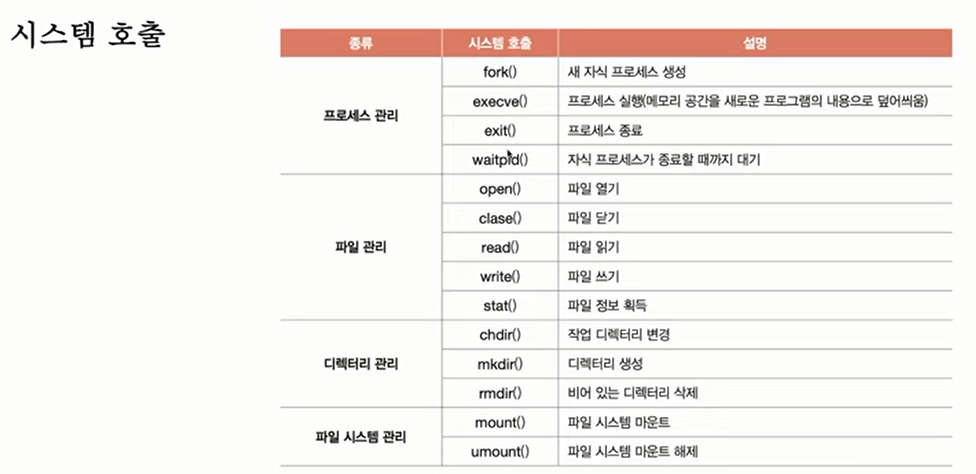 시스템 호출
종류 시스템 호출 설명
프로세스 관리
fork() 새 자식 프로세스 생성
execve() 프로세스 실행(메모리 공간을 새로운 프로그램의 내용으로 덮어씌움)
exit() 프로세스 종료
waitpid() 자식 프로세스가 종료할 때까지 대기
파일 관리
open() 파일 열기
clase() 파일 닫기
read() 파일 읽기
write() 파일 쓰기
stat() 파일 정보 획득
디렉터리 관리
chdir() 작업 디렉터리 변경
mkdir() 디렉터리 생성
rmdir() 비어 있는 디렉터리 삭제
파일 시스템 관리
mount() 파일 시스템 마운트
umount() 파일 시스템 마운트 해제